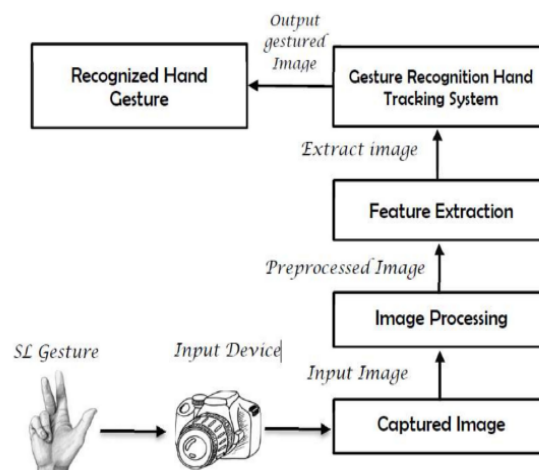 Output
gestured
Image
Recognized Hand
Gesture
Gesture Recognition Hand
Tracking System
Extract image
Feature Extraction
Preprocessed Image
Image Processing
SL Gesture
Input Device
Input Image
Captured Image